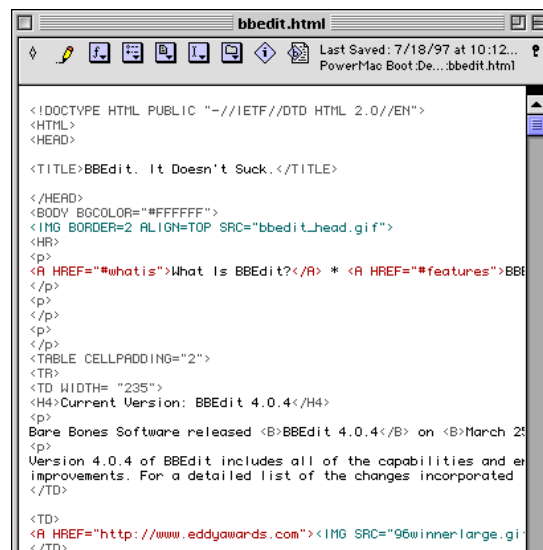 bbedit.html
Last Saved: 7/18/97 at 10:12...
PowerMac Boot:De...:bbedit.html
<!DOCTYPE HTML PUBLIC "-//IETF//DTD HTML 2.0//EN">
<HTML>
<HEAD>
<TITLE>BBEdit. It Doesn't Suck.</TITLE>
</HEAD>
<BODY BGCOLOR="#FFFFFF">
<IMG BORDER=2 ALIGN=TOP SRC="bbedit_head.gif">
<HR>
<p>
<A HREF="#whatis">What Is BBEdit?</A> * <A HREF="#features">BBE
</p>
<p>
</p>
<p>
</p>
<TABLE CELLPADDING="2">
<TR>
<TD WIDTH= "235">
<H4>Current Version: BBEdit 4.0.4</H4>
<p>
Bare Bones Software released <B>BBEdit 4.0.4</B> on <B>March 25
<p>
Version 4.0.4 of BBEdit includes all of the capabilities and en
improvements. For a detailed list of the changes incorporated
</TD>
<TD>
<A HREF="http://www.eddyawards.com"><IMG SRC="96winnerlarge.gi
</TD>